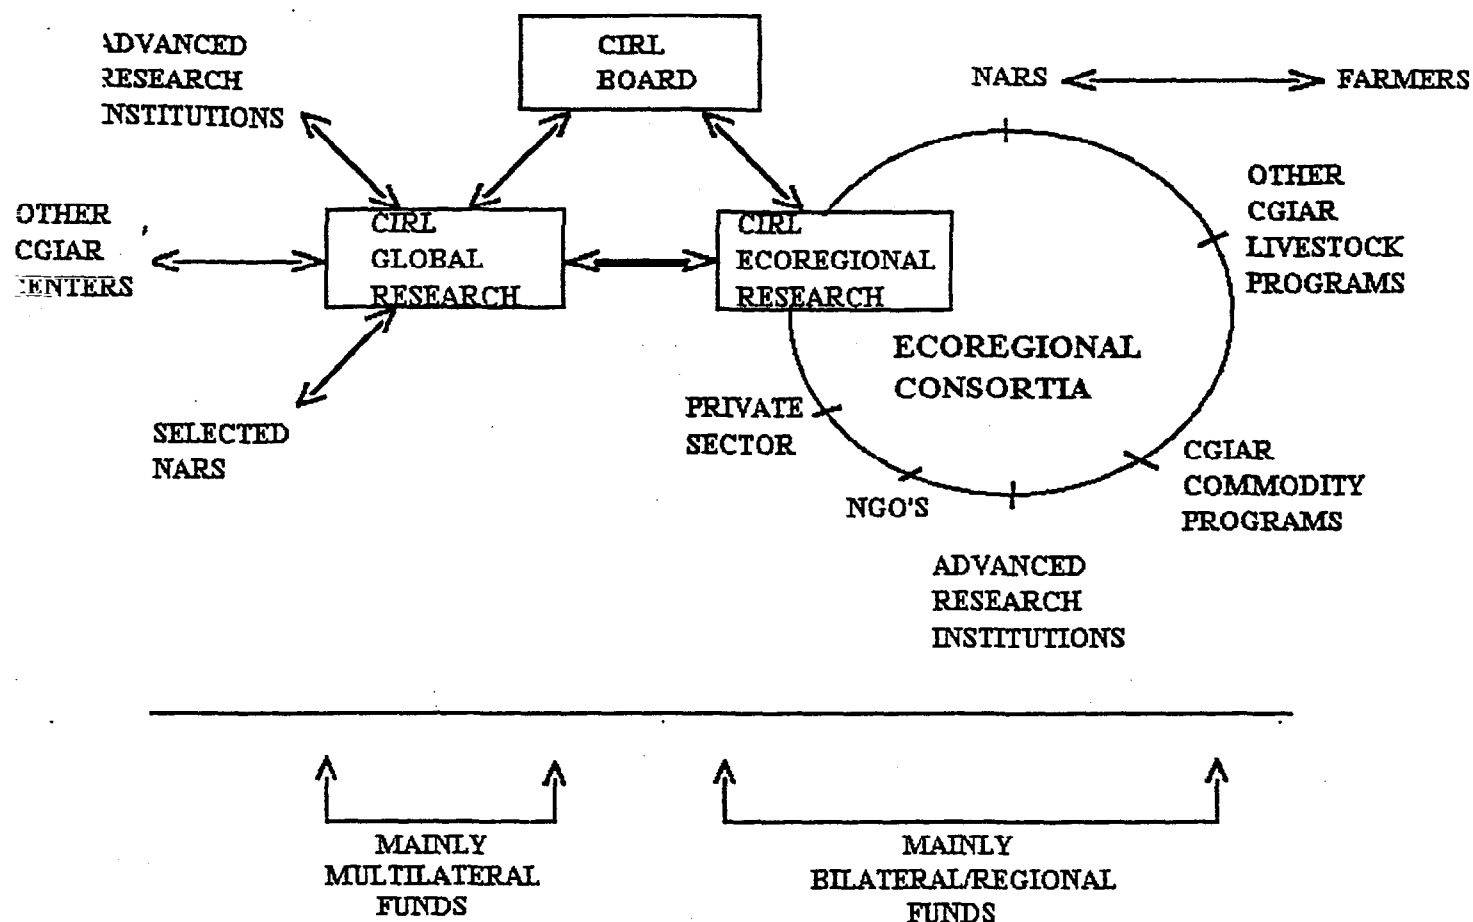 ADVANCED
RESEARCH
INSTITUTIONS
CIRL
BOARD
NARS
FARMERS
OTHER
CGIAR
CENTERS
CIRL
GLOBAL
RESEARCH
CIRL
ECOREGIONAL
RESEARCH
OTHER
CGIAR
LIVESTOCK
PROGRAMS
ECOREGIONAL
CONSORTIA
SELECTED
NARS
PRIVATE
SECTOR
NGO'S
CGIAR
COMMODITY
PROGRAMS
ADVANCED
RESEARCH
INSTITUTIONS
MAINLY
MULTILATERAL
FUNDS
MAINLY
BILATERAL/REGIONAL
FUNDS